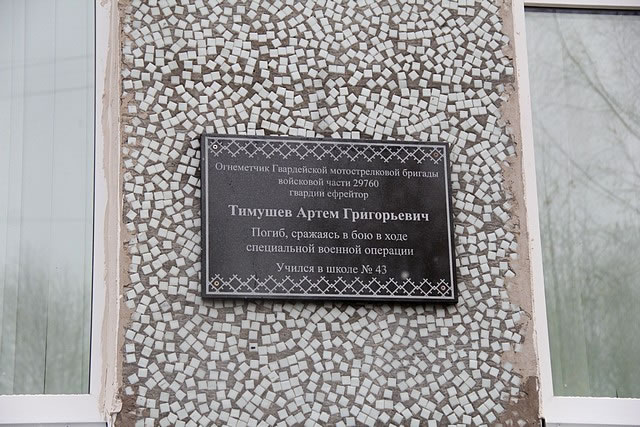 Огнеметчик Гвардейской мотострелковой бригады
войсковой части 29760
гвардии ефрейтор
Тимушев Артем Григорьевич
Погиб, сражаясь в бою в ходе
специальной военной операции
Учился в школе № 43